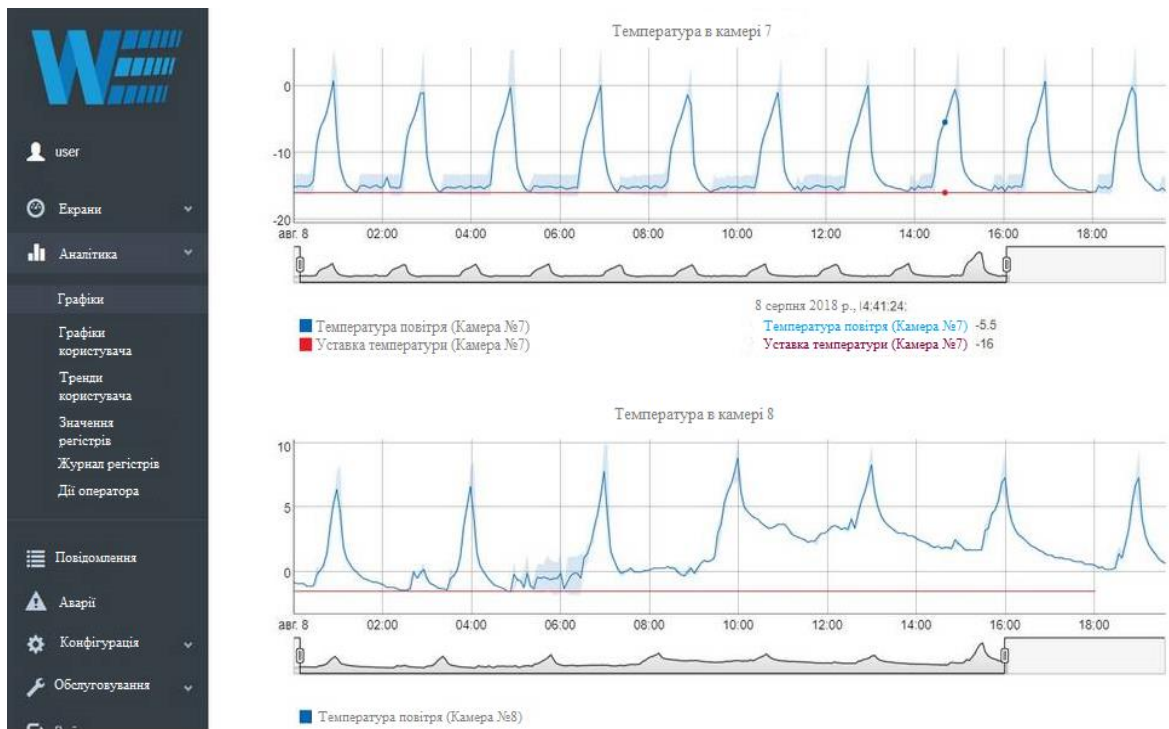 WE
user
Екрани
Аналітика
Графіки
Графіки
користувача
Тренди
користувача
Значення
регістрів
Журнал регістрів
Дії оператора
Повідомлення
Аварії
Конфігурація
Обслуговування
Температура в камері 7
0
-10
-20
авг. 8 02:00 04:00 06:00 08:00 10:00 12:00 14:00 16:00 18:00
8 серпня 2018 р., 4:41:24:
Температура повітря (Камера №7) Температура повітря (Камера №7) -5.5
Уставка температури (Камера №7) Уставка температури (Камера №7) -16
Температура в камері 8
10
5
0
авг. 8 02:00 04:00 06:00 08:00 10:00 12:00 14:00 16:00 18:00
Температура повітря (Камера №8)